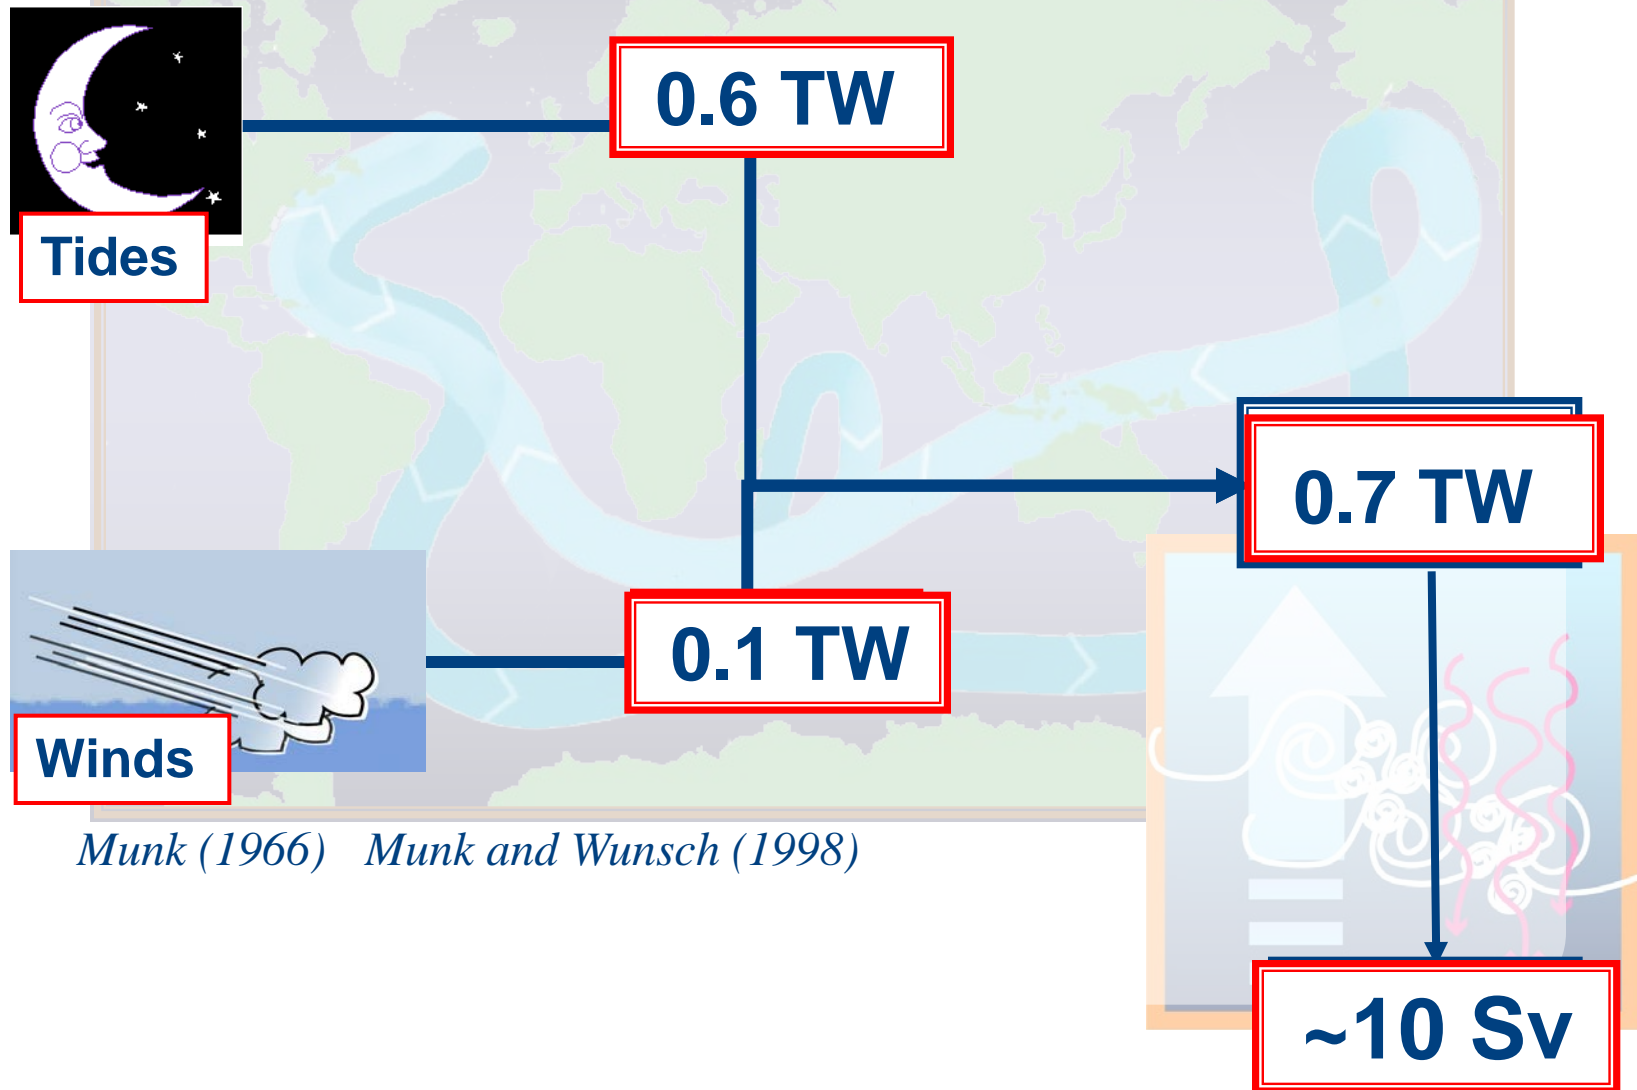 0.6 TW
Tides
0.7 TW
0.1 TW
Winds
Munk (1966) Munk and Wunsch (1998)
~10 Sv